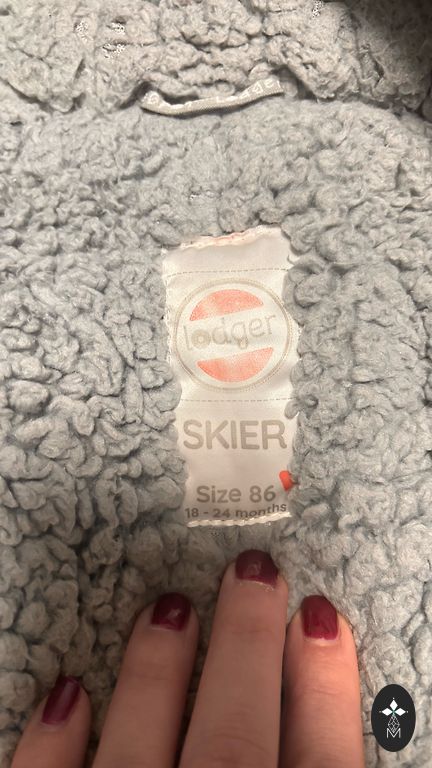 lodger
SKIER
Size 86
18 - 24 months